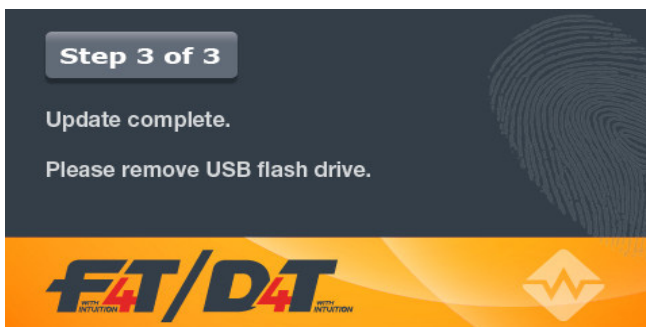 Step 3 of 3
Update complete.
Please remove USB flash drive.
F4T/D4T
WITH INTUITION
WITH INTUITION